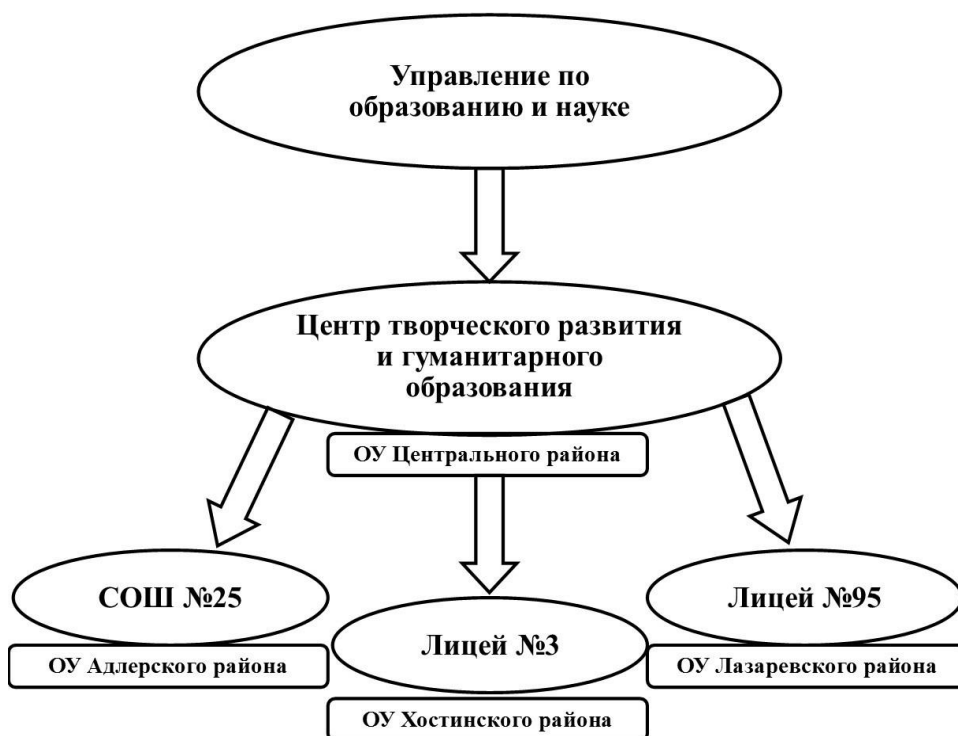 Управление по
образованию и науке
Центр творческого развития
и гуманитарного
образования
ОУ Центрального района
СОШ №25
ОУ Адлерского района
Лицей №3
ОУ Хостинского района
Лицей №95
ОУ Лазаревского района